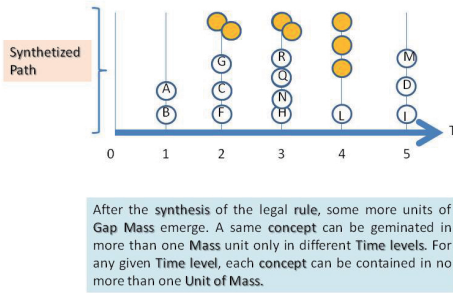 Synthetized
Path
R
G
M
Q
A
C
N
D
B
F
H
L
I
T
0 1 2 3 4 5
After the synthesis of the legal rule, some more units of
Gap Mass emerge. A same concept can be geminated in
more than one Mass unit only in different Time levels. For
any given Time level, each concept can be contained in no
more than one Unit of Mass.